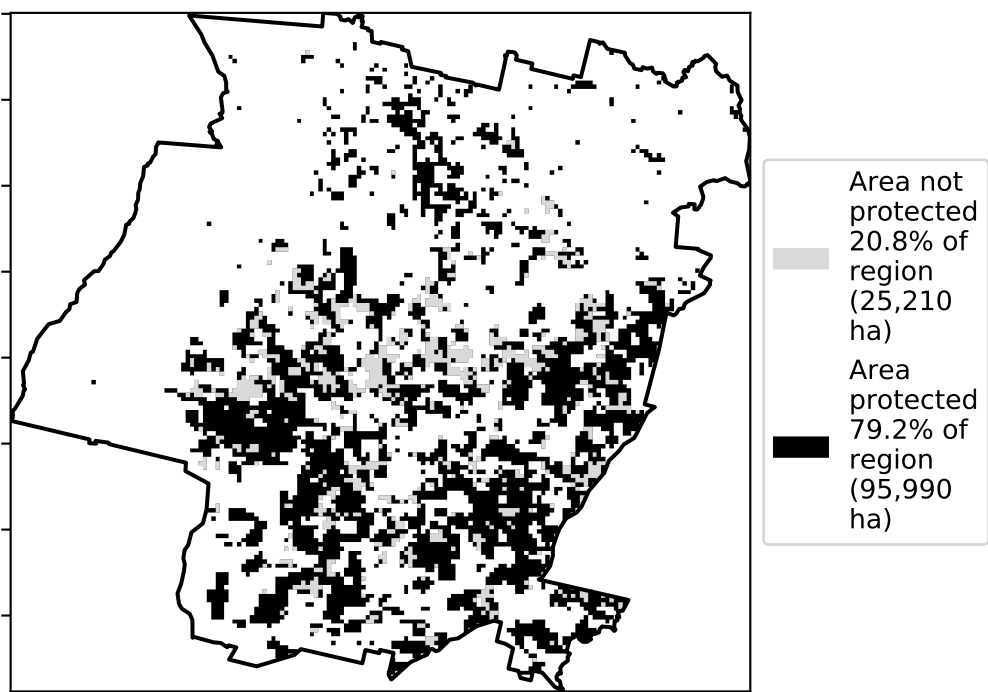 Area not
protected
20.8% of
region
(25,210
ha)
Area
protected
79.2% of
region
(95,990
ha)